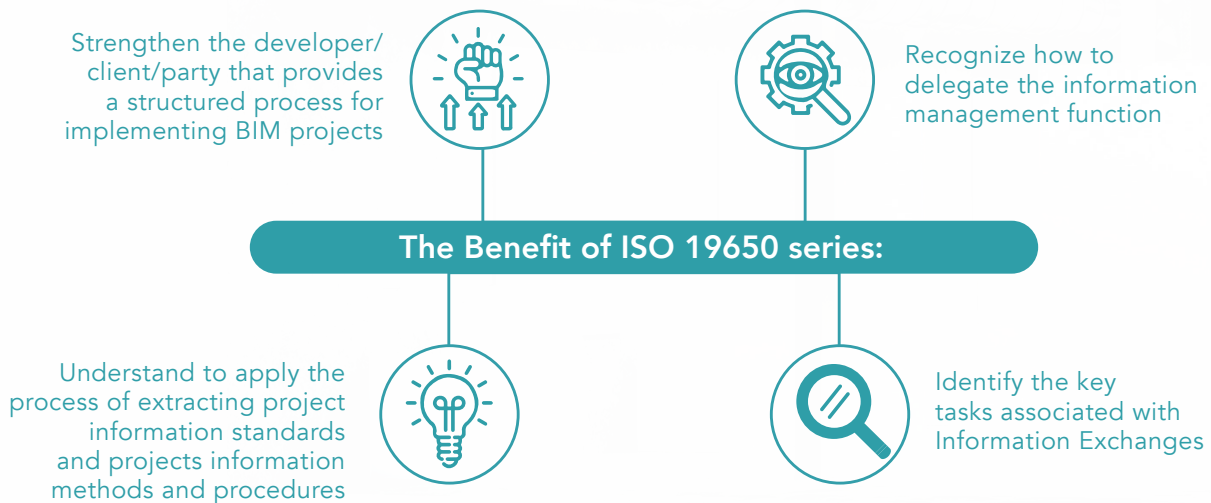 Strengthen the developer/
client/party that provides
a structured process for
implementing BIM projects
Recognize how to
delegate the information
management function
The Benefit of ISO 19650 series:
Understand to apply the
process of extracting project
information standards
and projects information
methods and procedures
Identify the key
tasks associated with
Information Exchanges